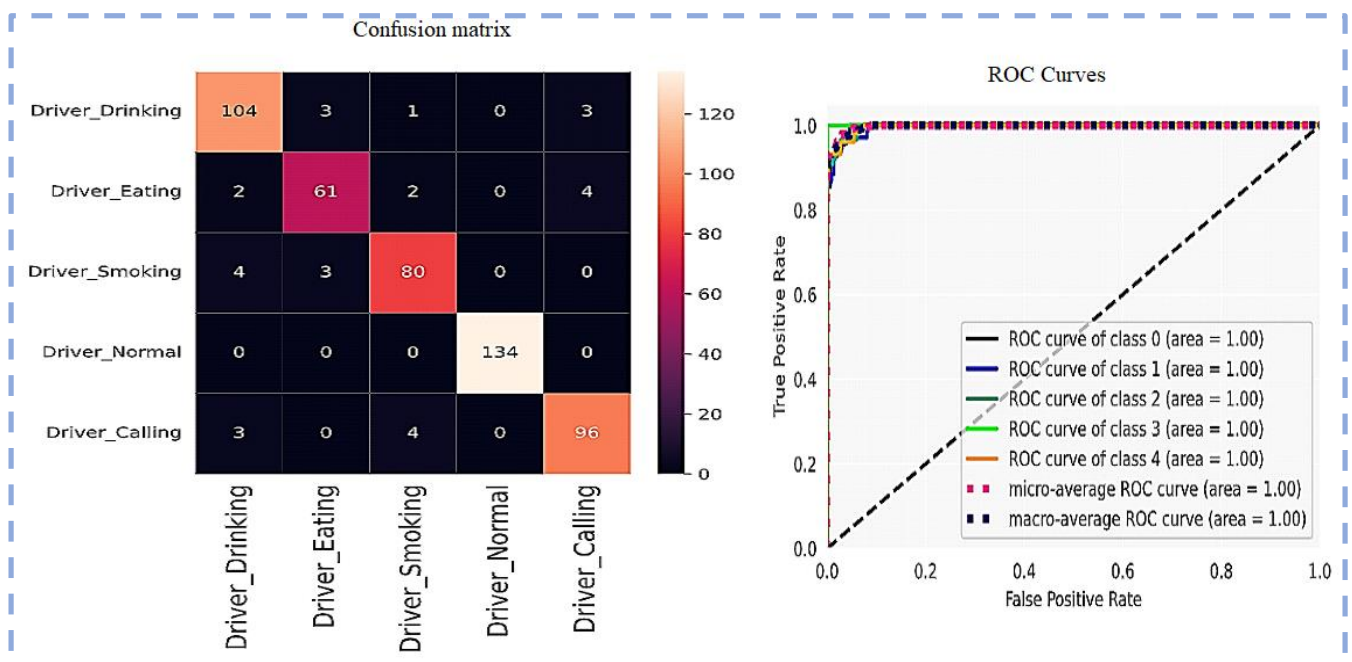 Confusion matrix
Driver_Drinking 104 3 1 0 3
Driver_Eating 2 61 2 0 4
Driver_Smoking 4 3 80 0 0
Driver_Normal 0 0 0 134 0
Driver_Calling 3 0 4 0 96
Driver_Drinking
Driver_Eating
Driver_Smoking
Driver_Normal
Driver_Calling
120
100
80
60
40
20
0
ROC Curves
True Positive Rate
1.0
0.8
0.6
0.4
0.2
0.0
ROC curve of class 0 (area = 1.00)
ROC curve of class 1 (area = 1.00)
ROC curve of class 2 (area = 1.00)
ROC curve of class 3 (area = 1.00)
ROC curve of class 4 (area = 1.00)
micro-average ROC curve (area = 1.00)
macro-average ROC curve (area = 1.00)
0.0 0.2 0.4 0.6 0.8 1.0
False Positive Rate